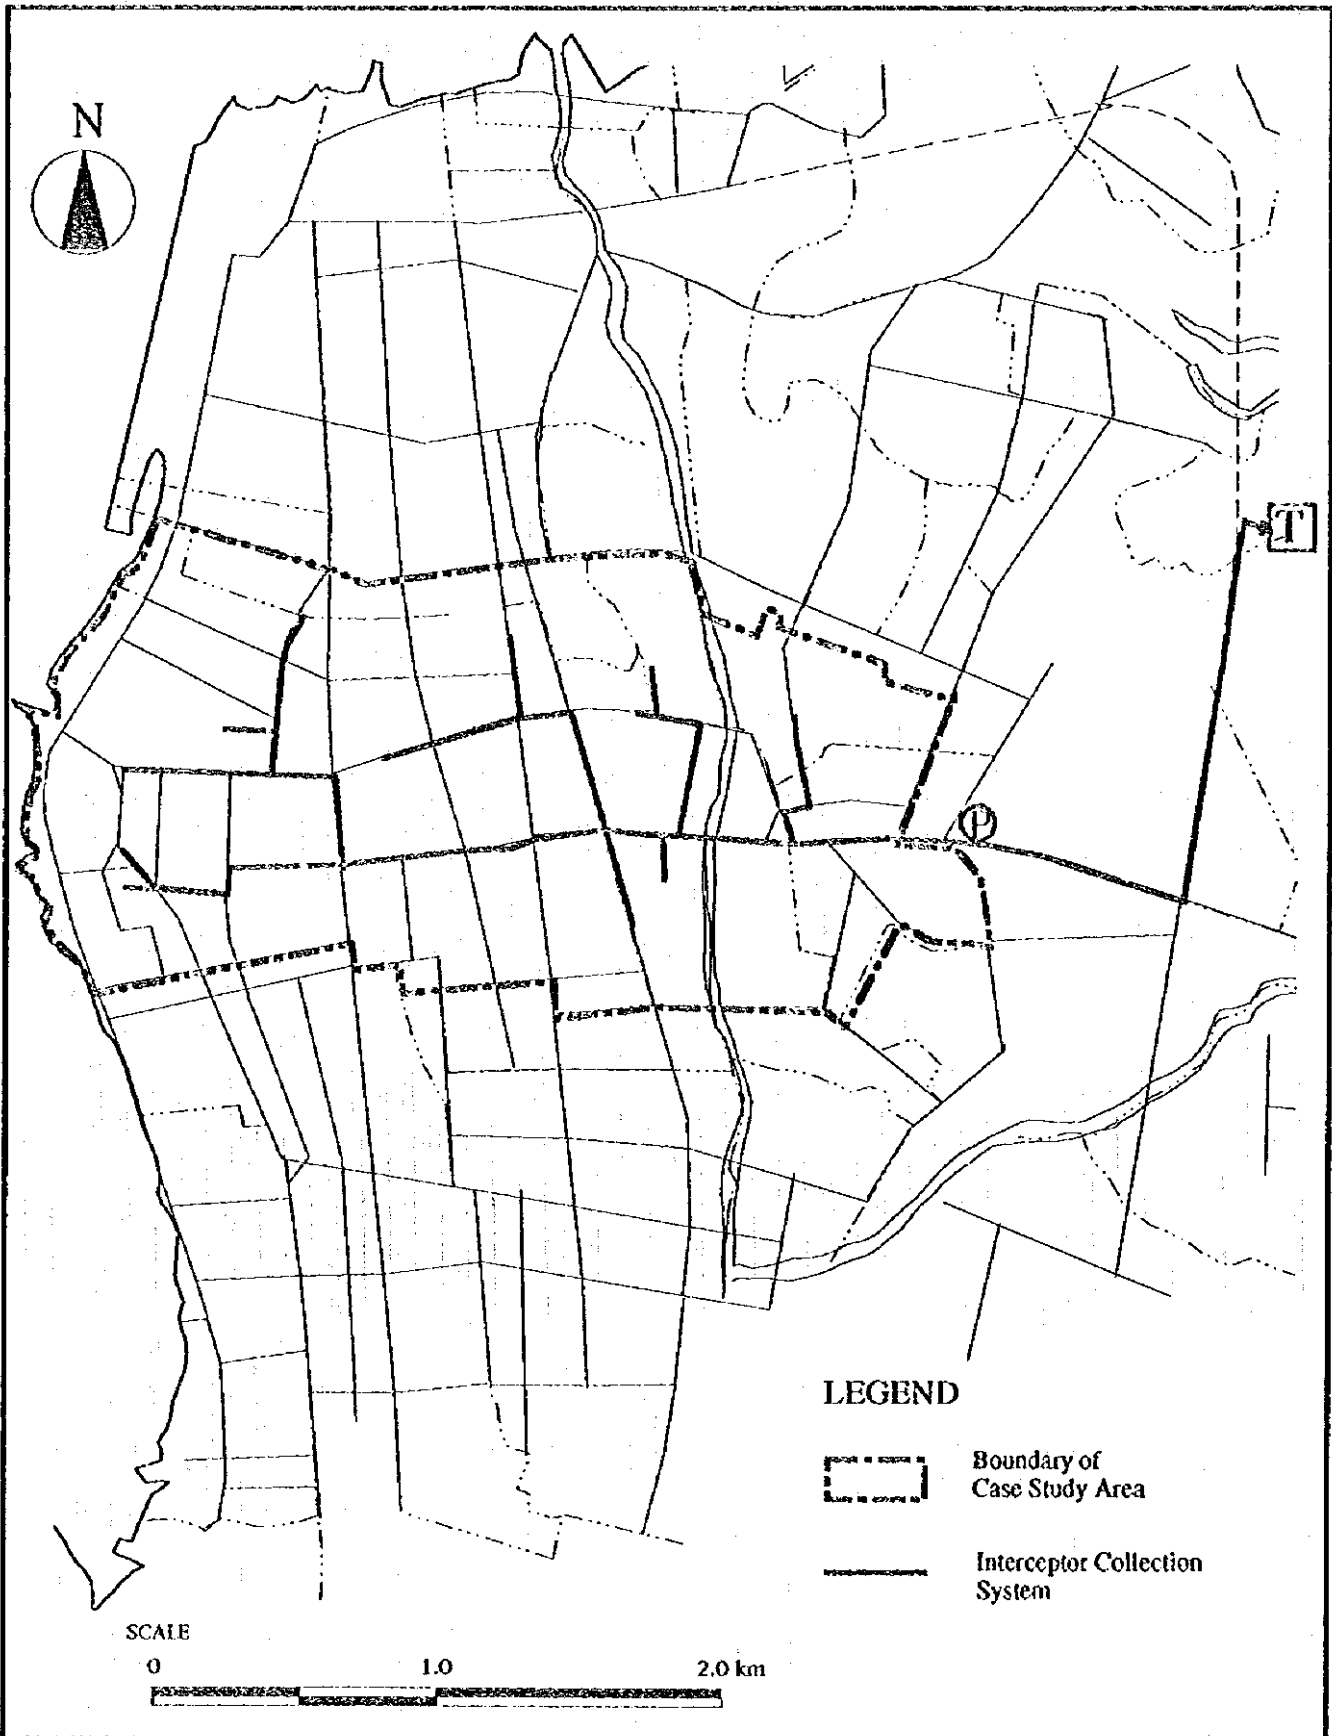 N
T
P
LEGEND
Boundary of
Case Study Area
Interceptor Collection
System
SCALE
0 1.0 2.0 km